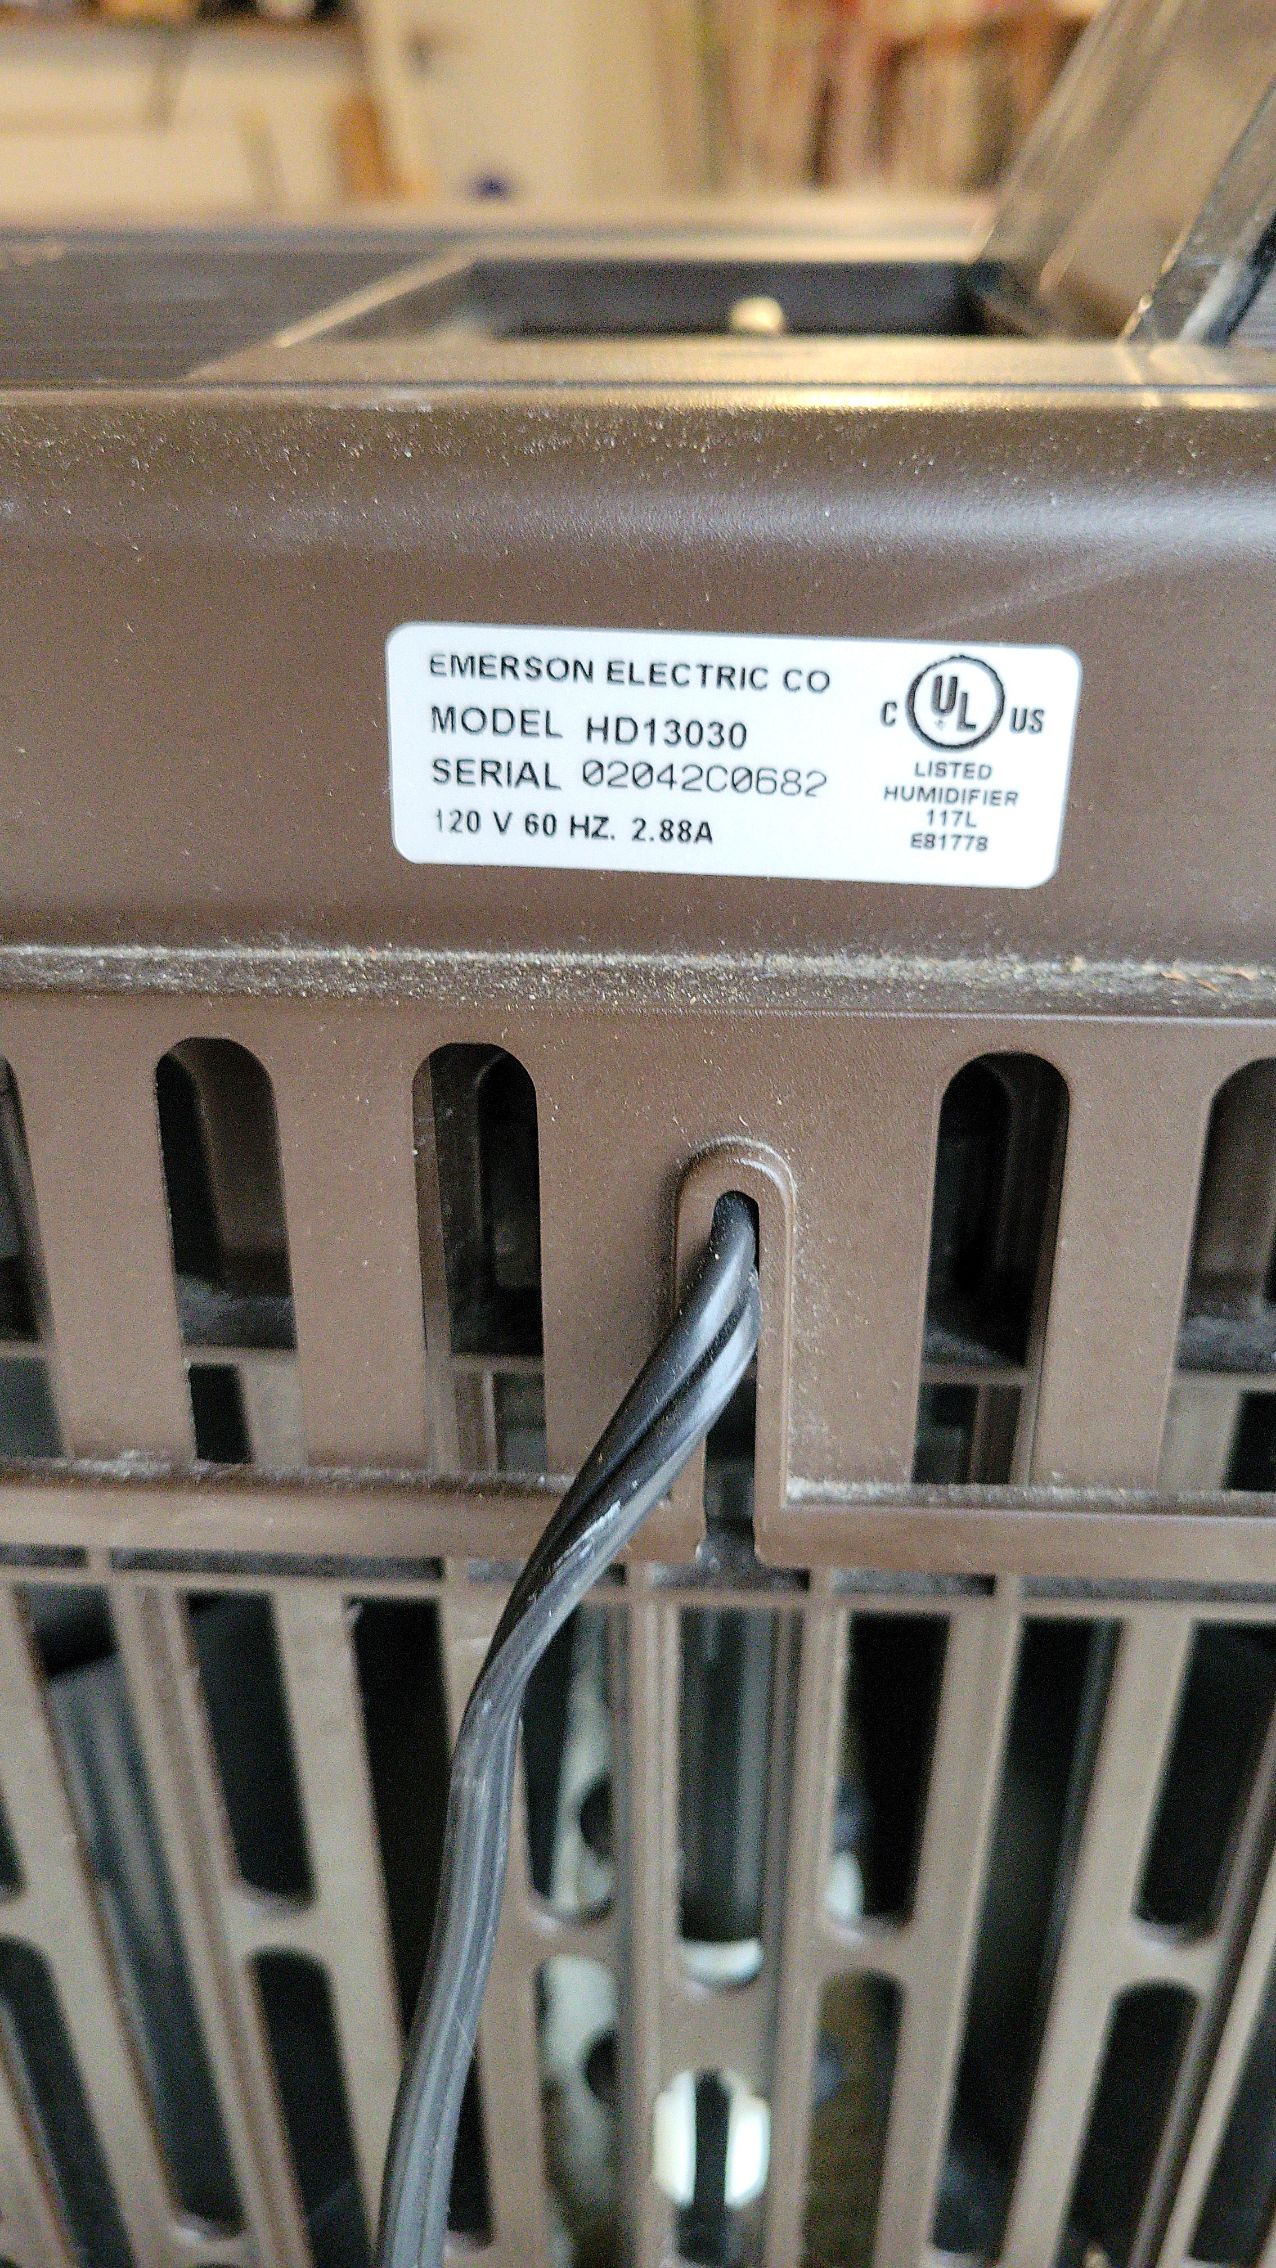 EMERSON ELECTRIC CO
MODEL HD13030
SERIAL 02042C0682
120 V 60 HZ. 2.88A
C UL US
LISTED
HUMIDIFIER
117L
E81778